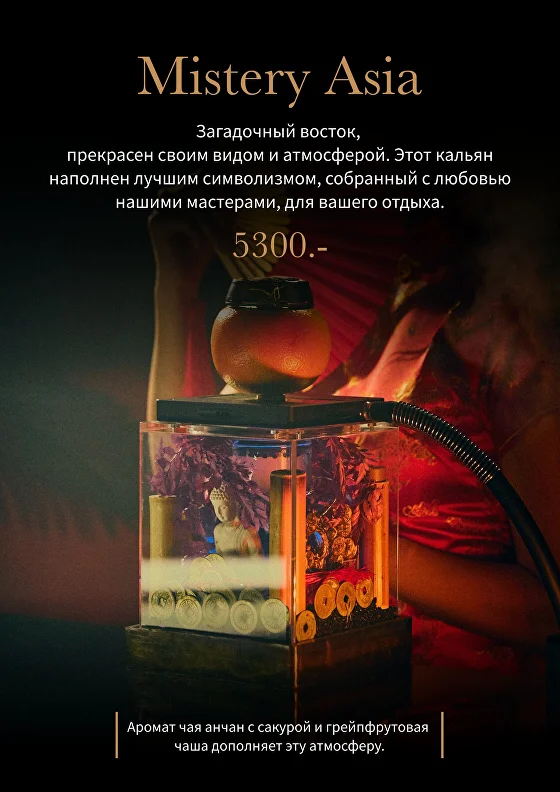 Mistery Asia
Загадочный восток,
прекрасен своим видом и атмосферой. Этот кальян
наполнен лучшим символизмом, собранный с любовью
нашими мастерами, для вашего отдыха.
5300.-
Аромат чая анчан с сакурой и грейпфрутовая
чаша дополняет эту атмосферу.